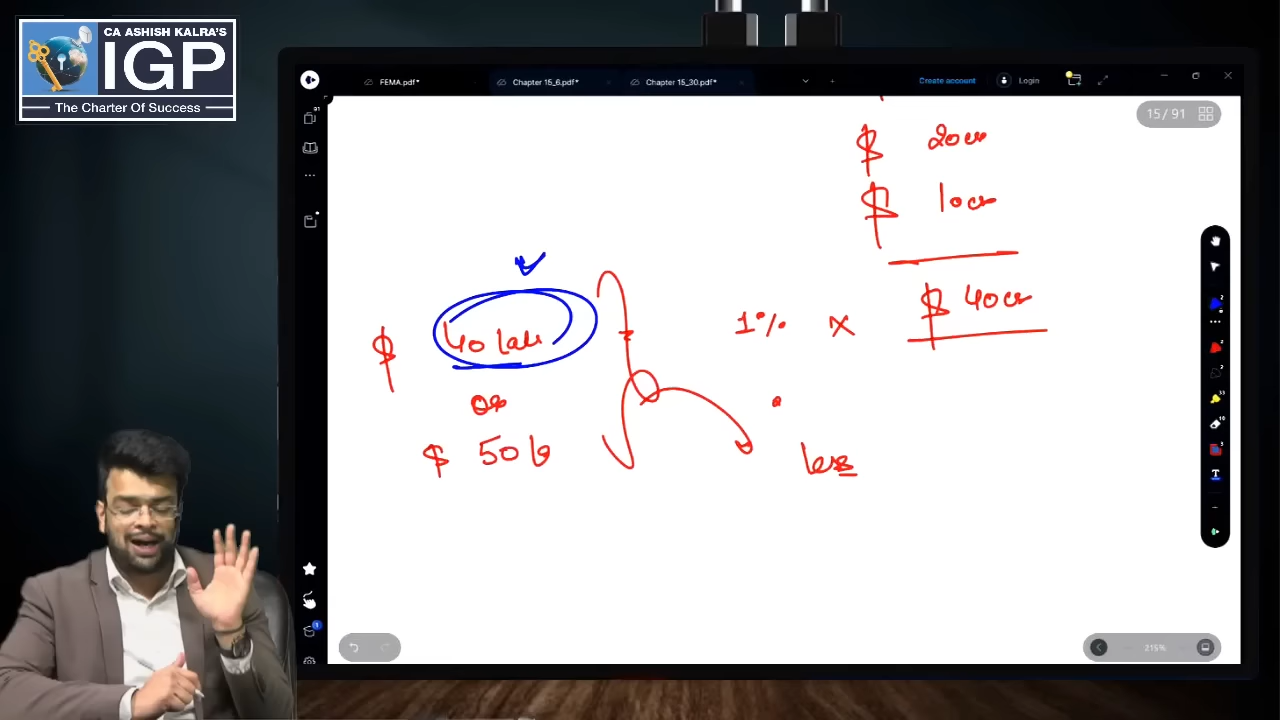 CA ASHISH KALRA'S
IGP
The Charter Of Success
FEMA.pdf*
Chapter 15_6.pdf*
Chapter 15_30.pdf*
Create account
Login
91
15/ 91
$ 20cr
$ 10cr
$ 40 Lakh
1% x $ 40cr
or
$ 50 L
less
215%